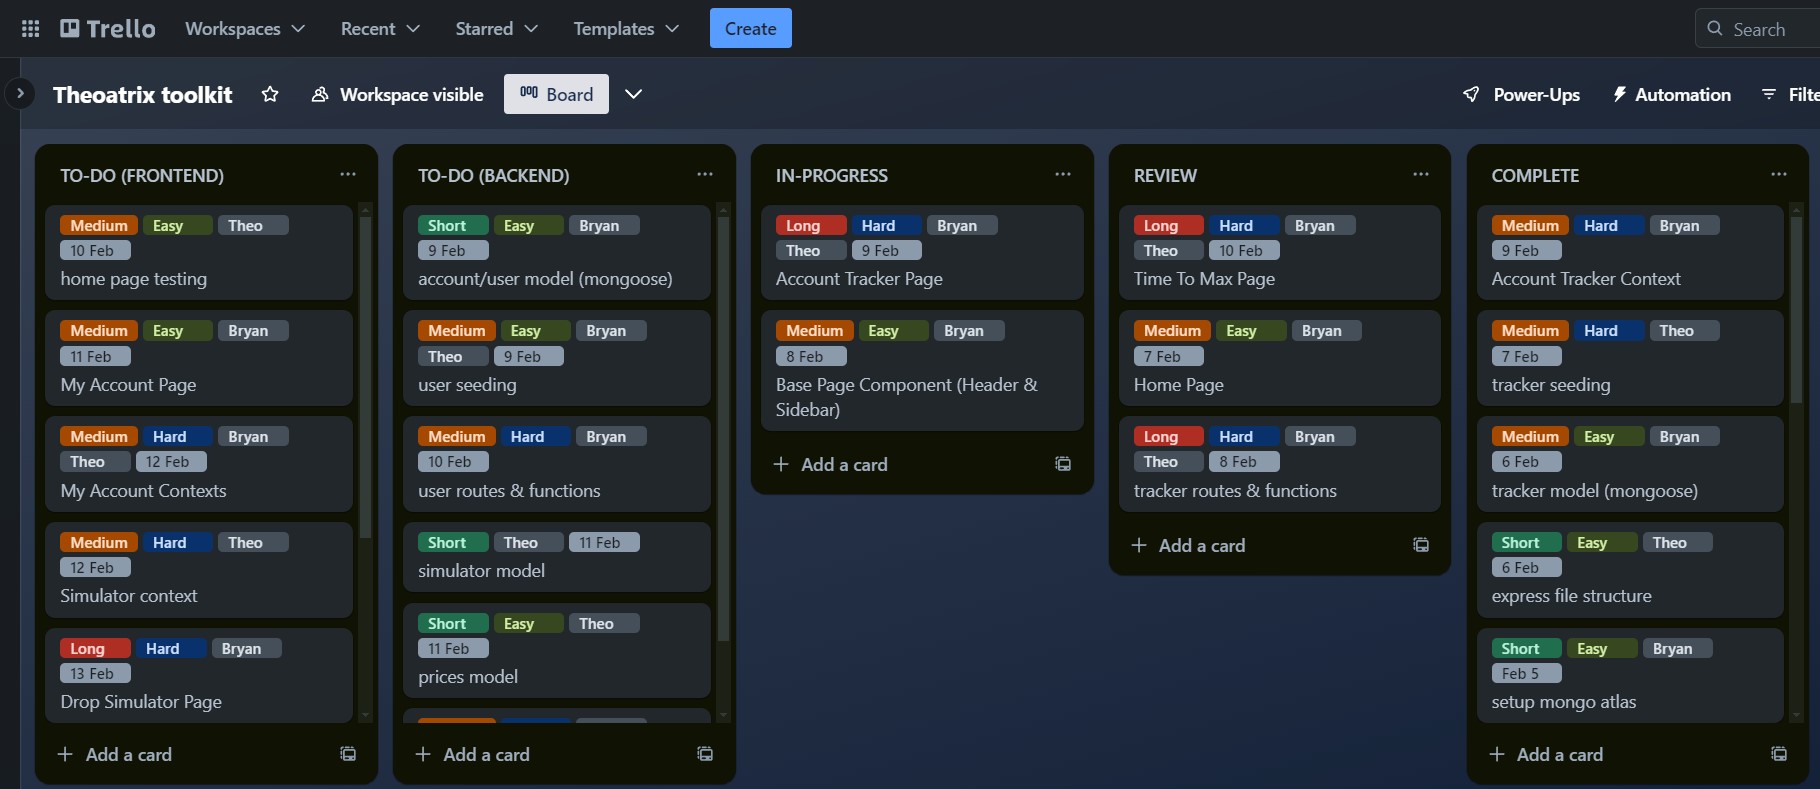 Trello Workspaces Recent Starred Templates Create Search
Theoatrix toolkit Workspace visible Board Power-Ups Automation
TO-DO (FRONTEND)
Medium Easy Theo
10 Feb
home page testing
Medium Easy Bryan
11 Feb
My Account Page
Medium Hard Bryan
Theo 12 Feb
My Account Contexts
Medium Hard Theo
12 Feb
Simulator context
Long Hard Bryan
13 Feb
Drop Simulator Page
Add a card
TO-DO (BACKEND)
Short Easy Bryan
9 Feb
account/user model (mongoose)
Medium Easy Bryan
Theo 9 Feb
user seeding
Medium Hard Bryan
10 Feb
user routes & functions
Short Theo 11 Feb
simulator model
Short Easy Theo
11 Feb
prices model
Add a card
IN-PROGRESS
Long Hard Bryan
Theo 9 Feb
Account Tracker Page
Medium Easy Bryan
8 Feb
Base Page Component (Header &
Sidebar)
Add a card
REVIEW
Long Hard Bryan
Theo 10 Feb
Time To Max Page
Medium Easy Bryan
7 Feb
Home Page
Long Hard Bryan
Theo 8 Feb
tracker routes & functions
Add a card
COMPLETE
Medium Hard Bryan
9 Feb
Account Tracker Context
Medium Hard Theo
7 Feb
tracker seeding
Medium Easy Bryan
6 Feb
tracker model (mongoose)
Short Easy Theo
6 Feb
express file structure
Short Easy Bryan
Feb 5
setup mongo atlas
Add a card